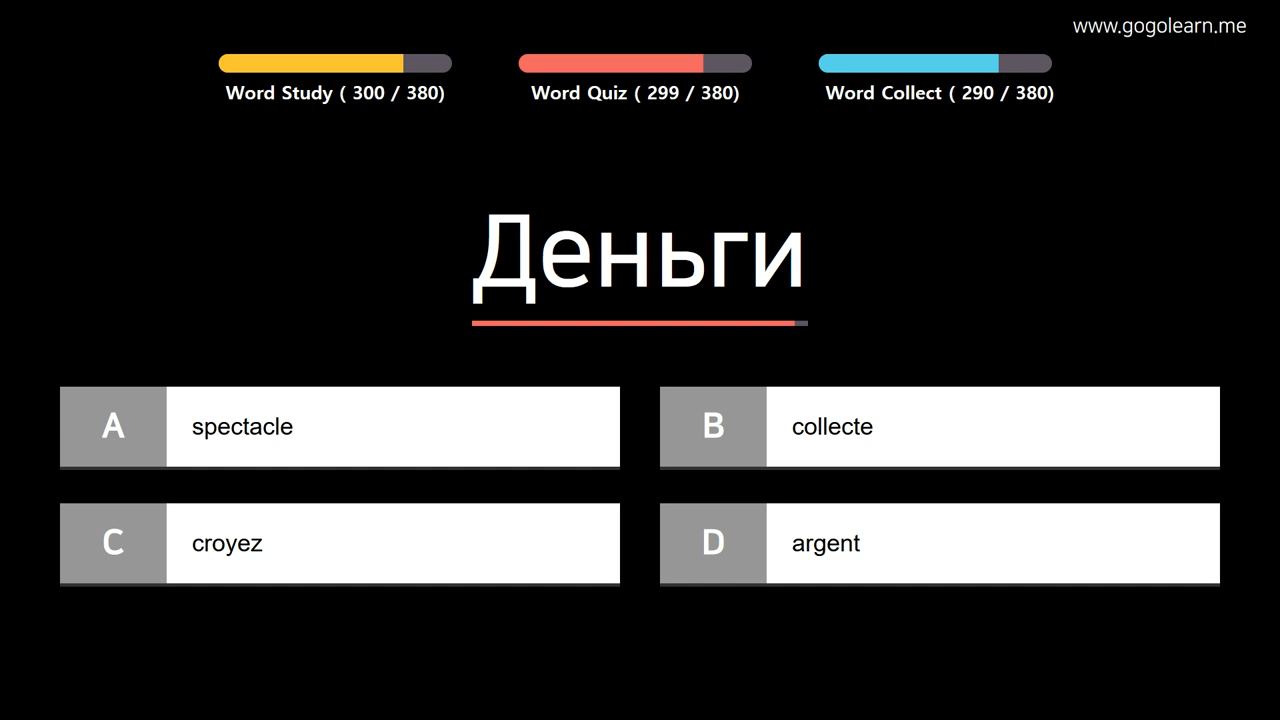 www.gogolearn.me
Word Study ( 300 / 380)
Word Quiz ( 299 / 380)
Word Collect ( 290 / 380)
Деньги
A spectacle
B collecte
C croyez
D argent